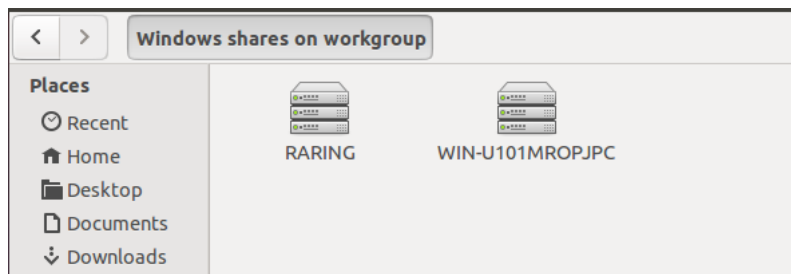 Windows shares on workgroup
Places
Recent
Home
Desktop
Documents
Downloads
RARING
WIN-U101MROPJPC